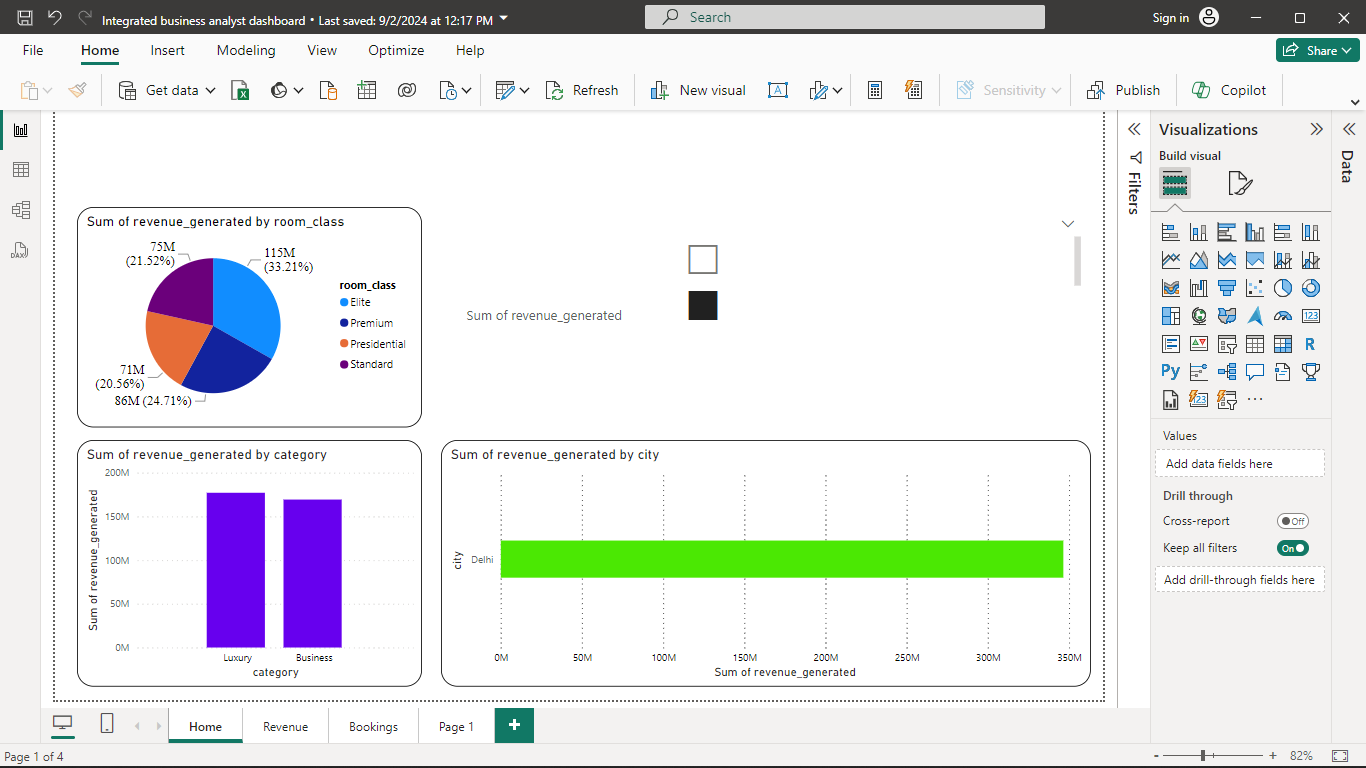 Integrated business analyst dashboard • Last saved: 9/2/2024 at 12:17 PM
Search
Sign in
File Home Insert Modeling View Optimize Help
Share
Get data
Refresh
New visual
Sensitivity
Publish
Copilot
Sum of revenue_generated by room_class
75M
(21.52%)
115M
(33.21%)
71M
(20.56%)
86M (24.71%)
room_class
Elite
Premium
Presidential
Standard
Sum of revenue_generated
Sum of revenue_generated by category
Sum of revenue_generated
200M
150M
100M
50M
0M
Luxury Business
category
Sum of revenue_generated by city
city
Delhi
0M 50M 100M 150M 200M 250M 300M 350M
Sum of revenue_generated
Filters
Visualizations
Build visual
123
R
Py
123
Values
Add data fields here
Drill through
Cross-report
Off
Keep all filters
On
Add drill-through fields here
Data
DAX
Home Revenue Bookings Page 1 +
Page 1 of 4
- + 82%